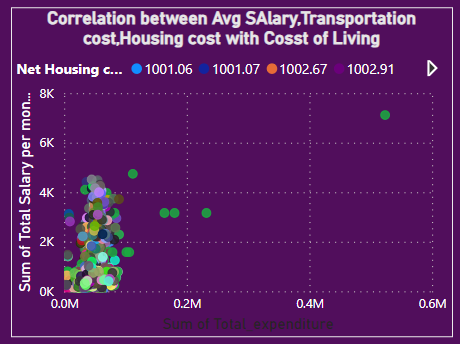 Correlation between Avg SAlary,Transportation
cost,Housing cost with Cosst of Living
Net Housing c... 1001.06 1001.07 1002.67 1002.91
Sum of Total Salary per mon...
8K
6K
4K
2K
0K
0.0M 0.2M 0.4M 0.6M
Sum of Total_expenditure